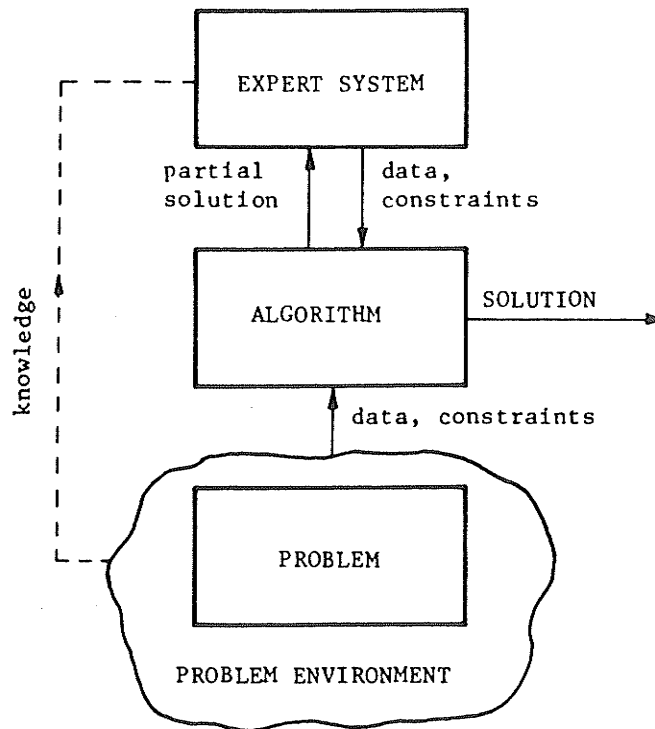 EXPERT SYSTEM
partial
solution
data,
constraints
knowledge
ALGORITHM
SOLUTION
data, constraints
PROBLEM
PROBLEM ENVIRONMENT